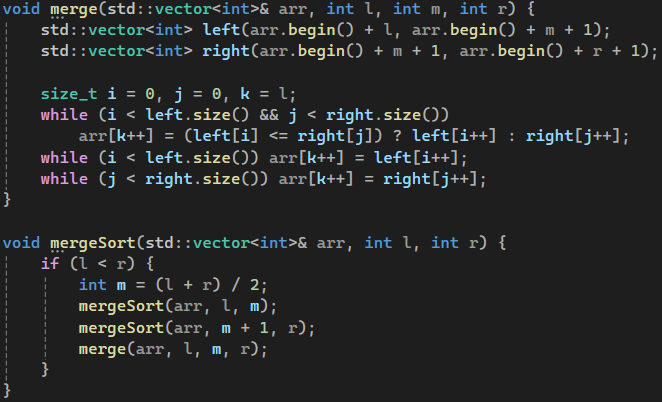 void merge(std::vector<int>& arr, int l, int m, int r) {
    std::vector<int> left(arr.begin() + l, arr.begin() + m + 1);
    std::vector<int> right(arr.begin() + m + 1, arr.begin() + r + 1);

    size_t i = 0, j = 0, k = l;
    while (i < left.size() && j < right.size())
        arr[k++] = (left[i] <= right[j]) ? left[i++] : right[j++];
    while (i < left.size()) arr[k++] = left[i++];
    while (j < right.size()) arr[k++] = right[j++];
}

void mergeSort(std::vector<int>& arr, int l, int r) {
    if (l < r) {
        int m = (l + r) / 2;
        mergeSort(arr, l, m);
        mergeSort(arr, m + 1, r);
        merge(arr, l, m, r);
    }
}